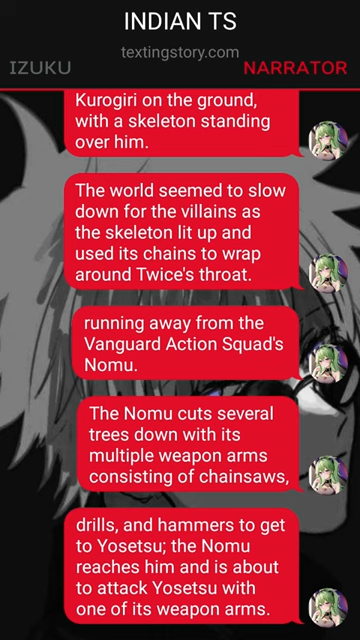 INDIAN TS
textingstory.com
IZUKU
NARRATOR
Kurogiri on the ground,
with a skeleton standing
over him.
The world seemed to slow
down for the villains as
the skeleton lit up and
used its chains to wrap
around Twice's throat.
running away from the
Vanguard Action Squad's
Nomu.
The Nomu cuts several
trees down with its
multiple weapon arms
consisting of chainsaws,
drills, and hammers to get
to Yosetsu; the Nomu
reaches him and is about
to attack Yosetsu with
one of its weapon arms.